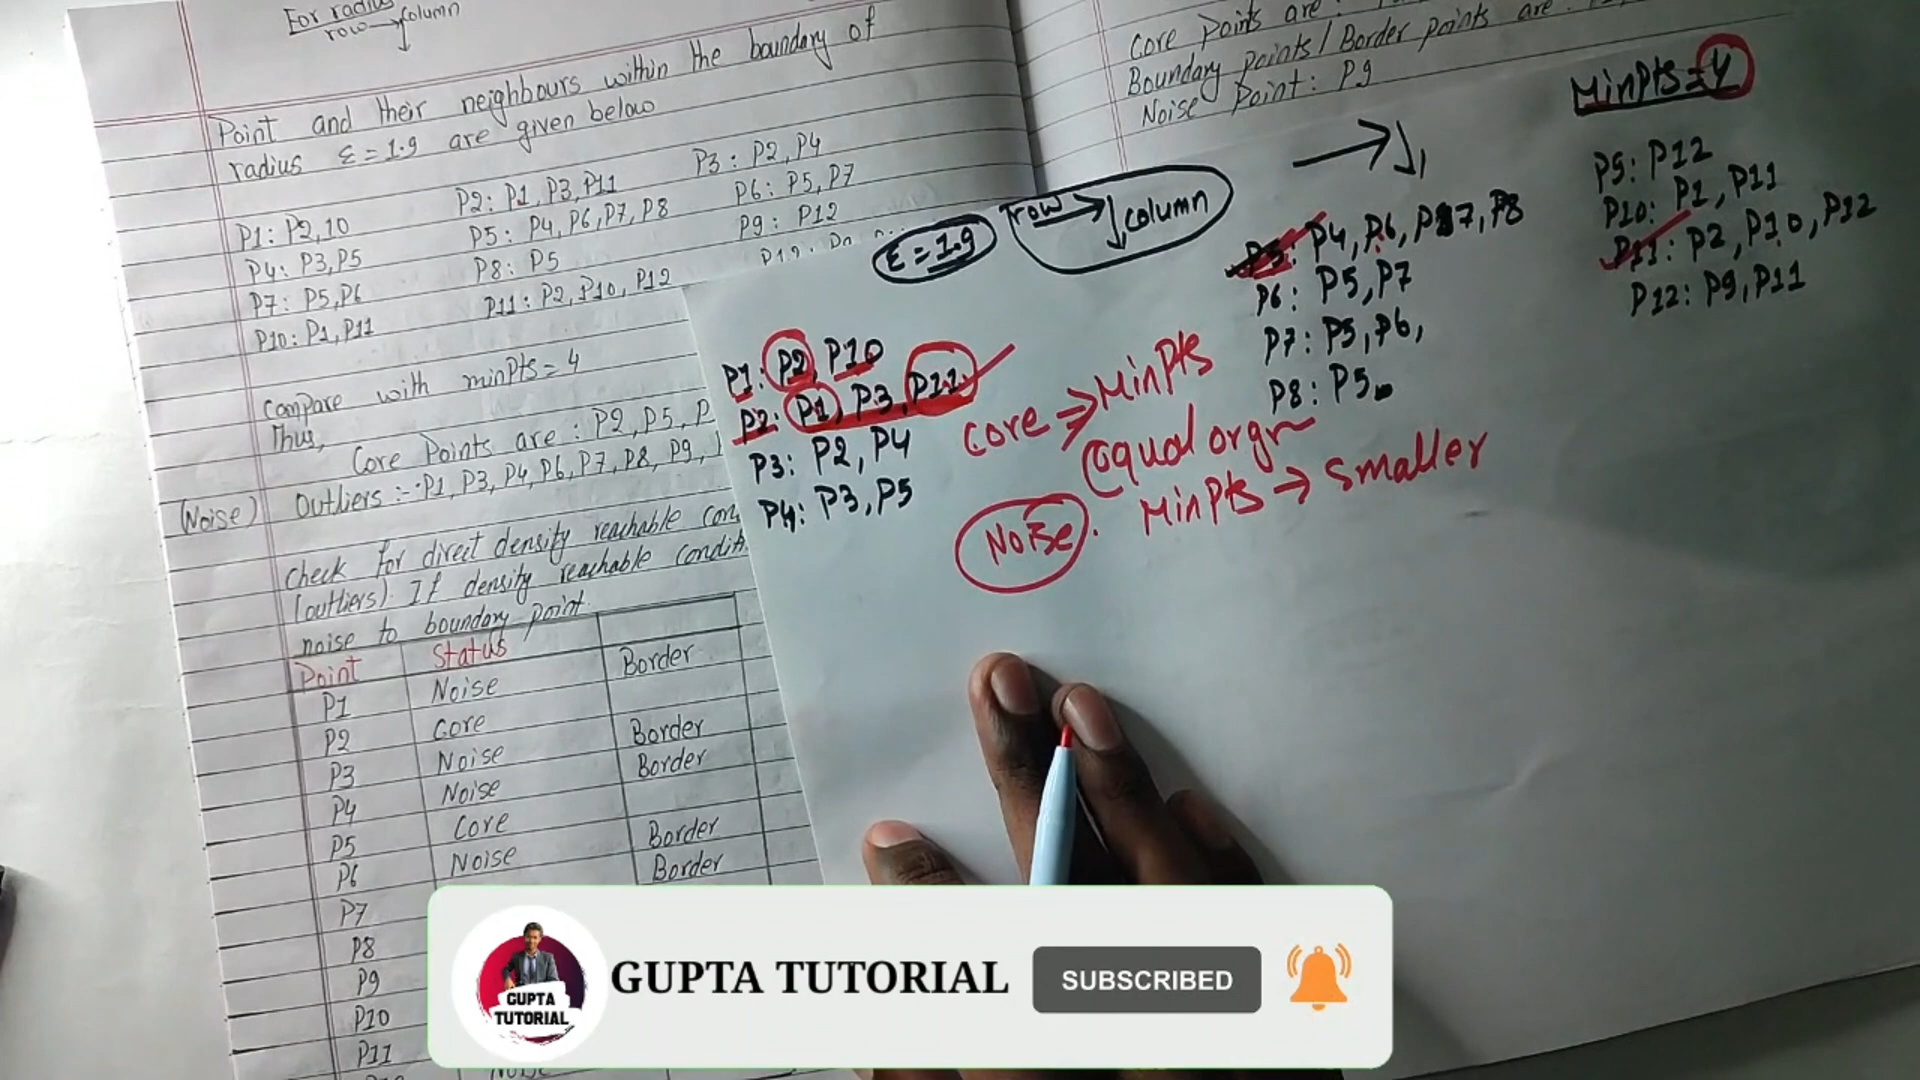 For radius
row → column
Point and their neighbours within the boundary of
radius ε = 1.9 are given below
P1: P2,10 P2: P1, P3, P11 P3: P2, P4
P4: P3, P5 P5: P4, P6, P7, P8 P6: P5, P7
P7: P5, P6 P8: P5 P9: P12
P10: P1, P11 P11: P2, P10, P12
Compare with minPts = 4
Thus,
Core Points are : P2, P5, P
(Noise) Outliers :- P1, P3, P4, P6, P7, P8, P9,
Check for direct density reachable con
(outliers). If density reachable condit
noise to boundary point.
Point Status Border
P1 Noise
P2 Core Border
P3 Noise Border
P4 Noise
P5 Core Border
P6 Noise Border
P7
P8
P9
P10
P11
Core Points are :
Boundary Points / Border points are :
Noise Point : P9
MinPts = 4
ε = 1.9
row → column
P1: P2, P10
P2: P1, P3, P11
P3: P2, P4
P4: P3, P5
P5: P4, P6, P7, P8
P6: P5, P7
P7: P5, P6,
P8: P5
P9: P12
P10: P1, P11
P11: P2, P10, P12
P12: P9, P11
Core → MinPts
Noise. MinPts → Smaller
GUPTA TUTORIAL
GUPTA TUTORIAL SUBSCRIBED